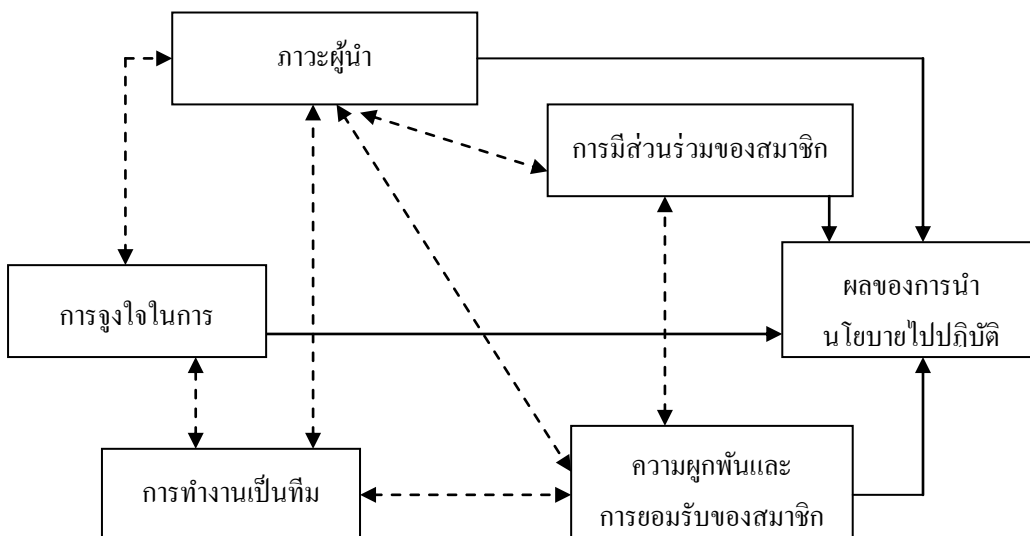 ภาวะผู้นำ
การมีส่วนร่วมของสมาชิก
การจูงใจในการ
ผลของการนำ
นโยบายไปปฏิบัติ
การทำงานเป็นทีม
ความผูกพันและ
การยอมรับของสมาชิก